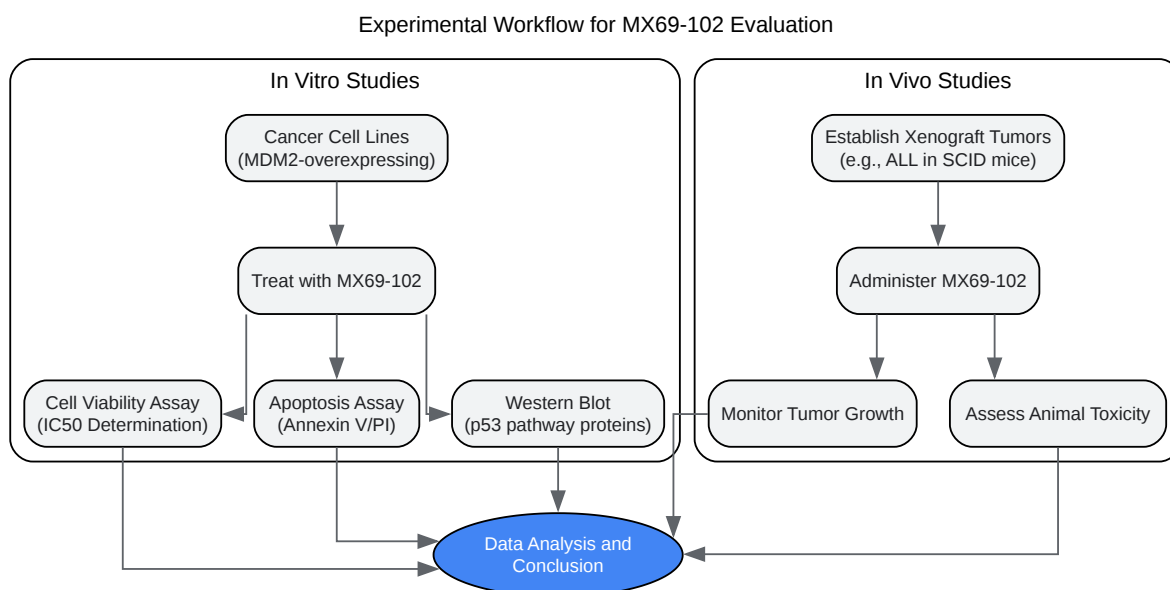 Experimental Workflow for MX69-102 Evaluation
In Vitro Studies
Cancer Cell Lines
(MDM2-overexpressing)
Treat with MX69-102
Cell Viability Assay
(IC50 Determination)
Apoptosis Assay
(Annexin V/PI)
Western Blot
(p53 pathway proteins)
In Vivo Studies
Establish Xenograft Tumors
(e.g., ALL in SCID mice)
Administer MX69-102
Monitor Tumor Growth
Assess Animal Toxicity
Data Analysis and
Conclusion